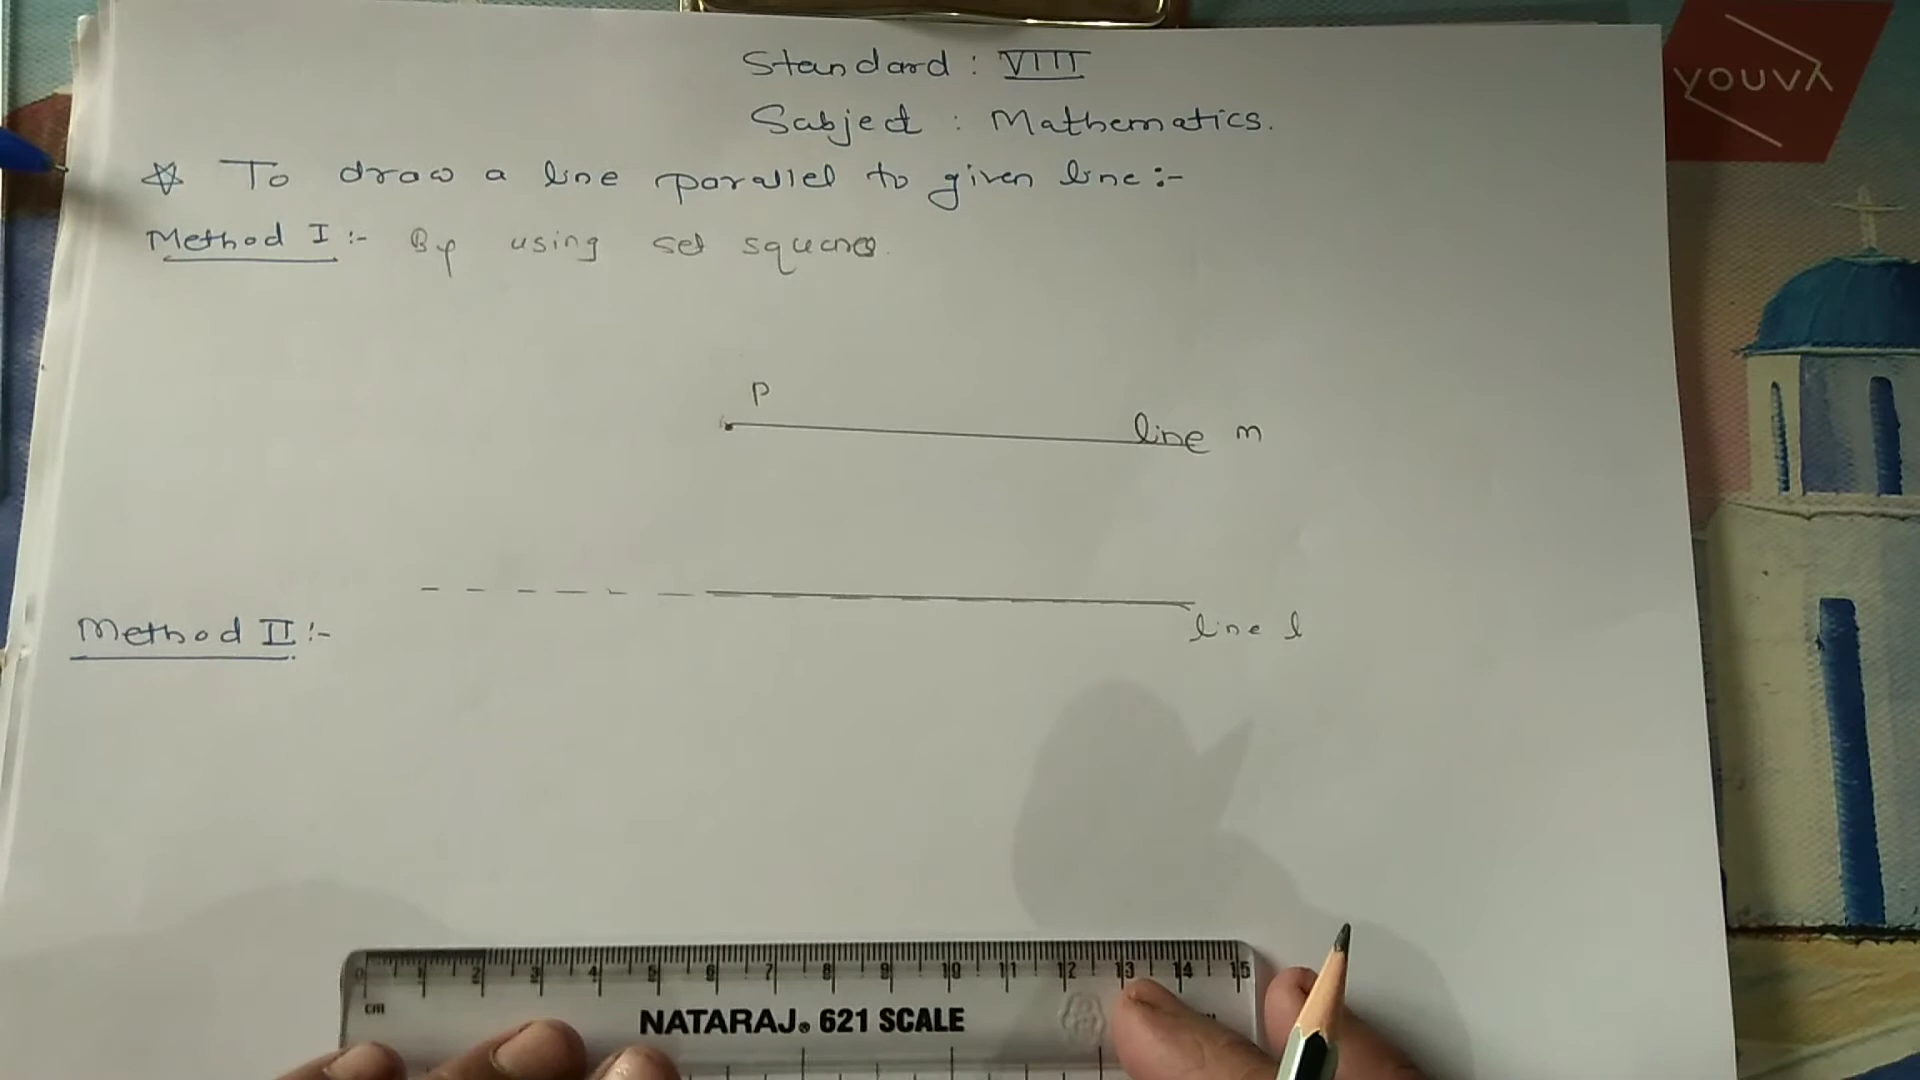 Standard : VIII
YOUVA
Subject : Mathematics.
☆ To draw a line parallel to given line :-
Method I :- By using set squares.
P
line m
line l
Method II :-
0 1 2 3 4 5 6 7 8 9 10 11 12 13 14 15
cm
NATARAJ® 621 SCALE